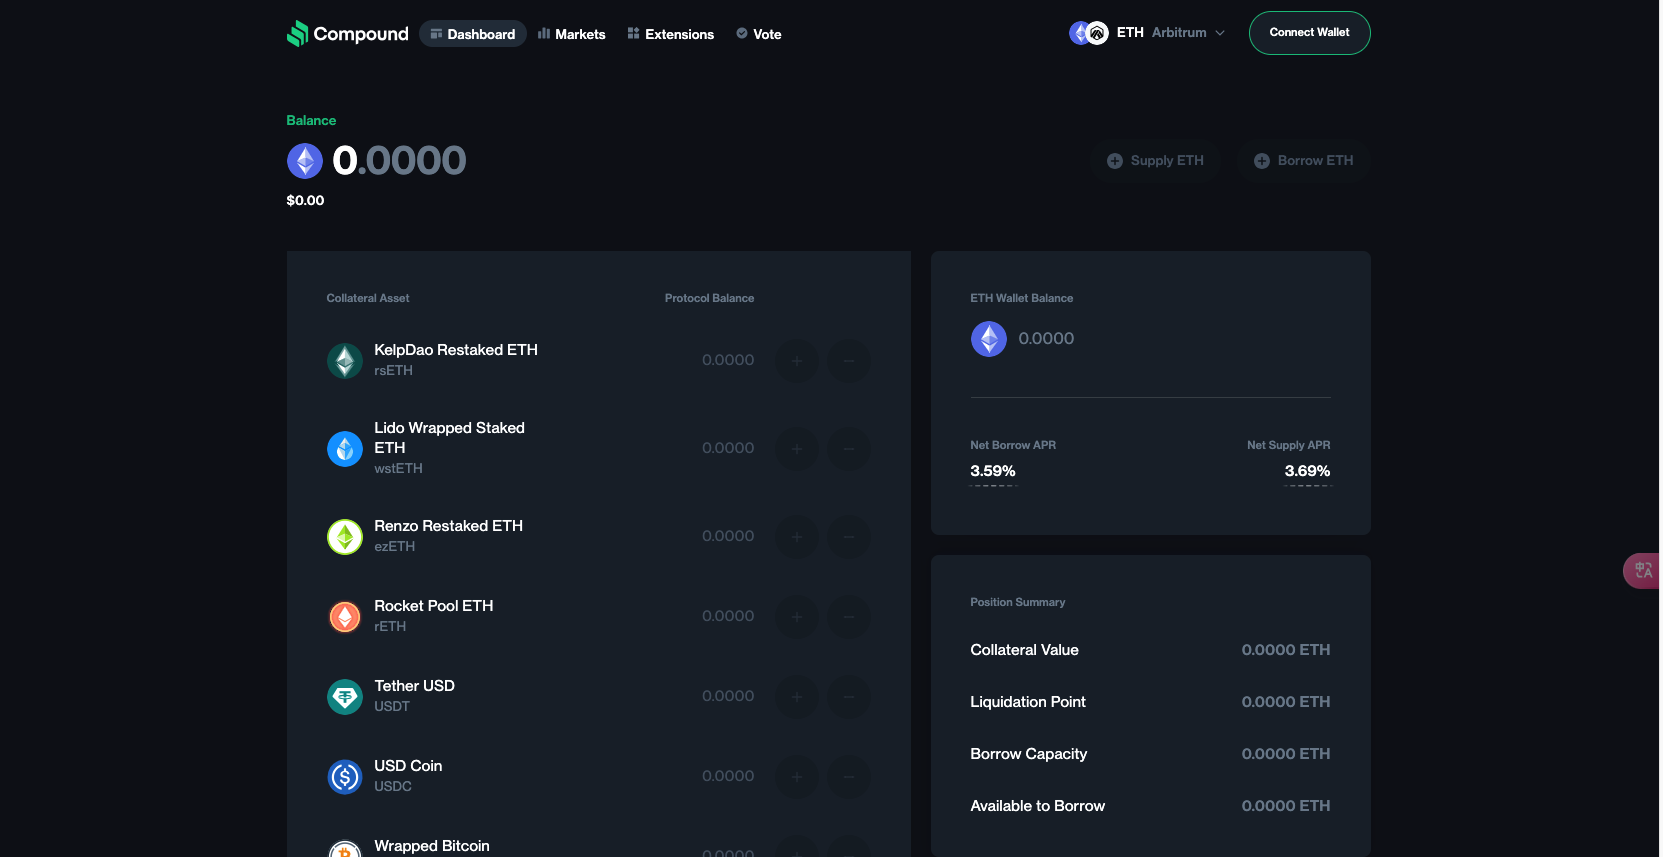 Compound
Dashboard
Markets
Extensions
Vote
ETH Arbitrum
Connect Wallet
Balance
0.0000
$0.00
Supply ETH
Borrow ETH
Collateral Asset
Protocol Balance
KelpDao Restaked ETH
rsETH
0.0000
Lido Wrapped Staked
ETH
wstETH
0.0000
Renzo Restaked ETH
ezETH
0.0000
Rocket Pool ETH
rETH
0.0000
Tether USD
USDT
0.0000
USD Coin
USDC
0.0000
Wrapped Bitcoin
0.0000
ETH Wallet Balance
0.0000
Net Borrow APR
Net Supply APR
3.59%
3.69%
Position Summary
Collateral Value
0.0000 ETH
Liquidation Point
0.0000 ETH
Borrow Capacity
0.0000 ETH
Available to Borrow
0.0000 ETH
中A